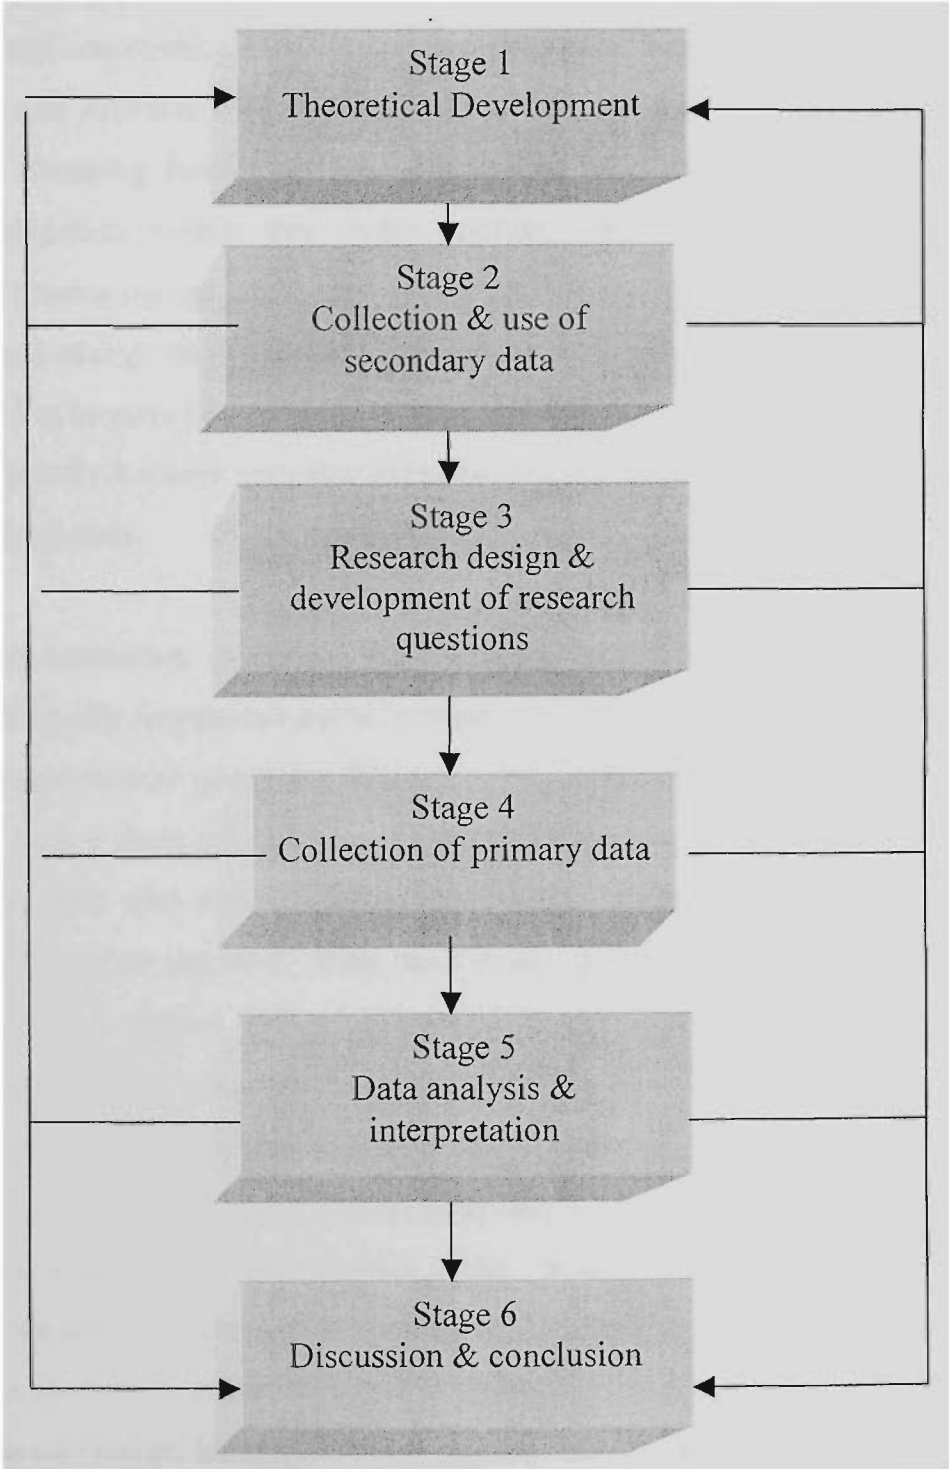 Stage 1
Theoretical Development
Stage 2
Collection & use of
secondary data
Stage 3
Research design &
development of research
questions
Stage 4
Collection of primary data
Stage 5
Data analysis &
interpretation
Stage 6
Discussion & conclusion